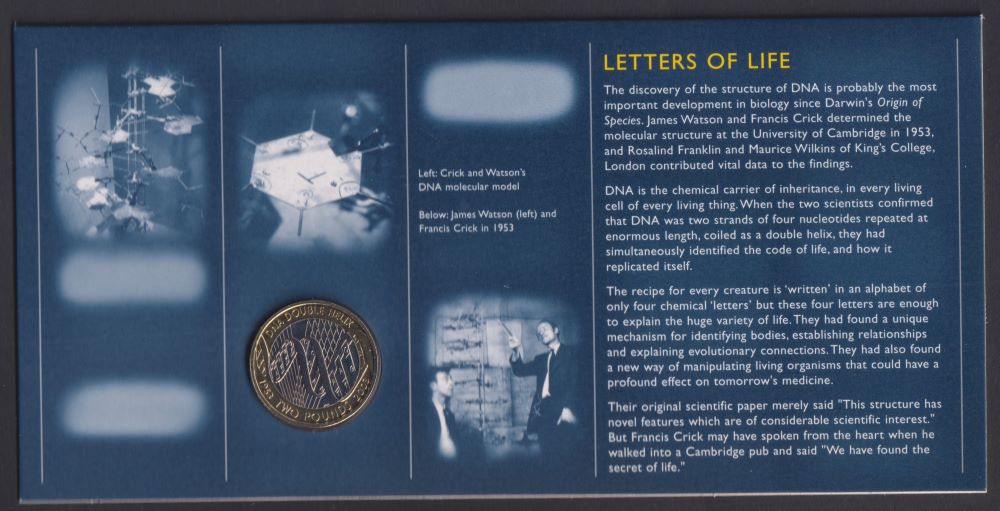 LETTERS OF LIFE
The discovery of the structure of DNA is probably the most
important development in biology since Darwin's Origin of
Species. James Watson and Francis Crick determined the
molecular structure at the University of Cambridge in 1953,
and Rosalind Franklin and Maurice Wilkins of King's College,
London contributed vital data to the findings.
DNA is the chemical carrier of inheritance, in every living
cell of every living thing. When the two scientists confirmed
that DNA was two strands of four nucleotides repeated at
enormous length, coiled as a double helix, they had
simultaneously identified the code of life, and how it
replicated itself.
The recipe for every creature is 'written' in an alphabet of
only four chemical 'letters' but these four letters are enough
to explain the huge variety of life. They had found a unique
mechanism for identifying bodies, establishing relationships
and explaining evolutionary connections. They had also found
a new way of manipulating living organisms that could have a
profound effect on tomorrow's medicine.
Their original scientific paper merely said "This structure has
novel features which are of considerable scientific interest."
But Francis Crick may have spoken from the heart when he
walked into a Cambridge pub and said "We have found the
secret of life."
Left: Crick and Watson's
DNA molecular model
Below: James Watson (left) and
Francis Crick in 1953
DNA DOUBLE HELIX
1953 TWO POUNDS 2003